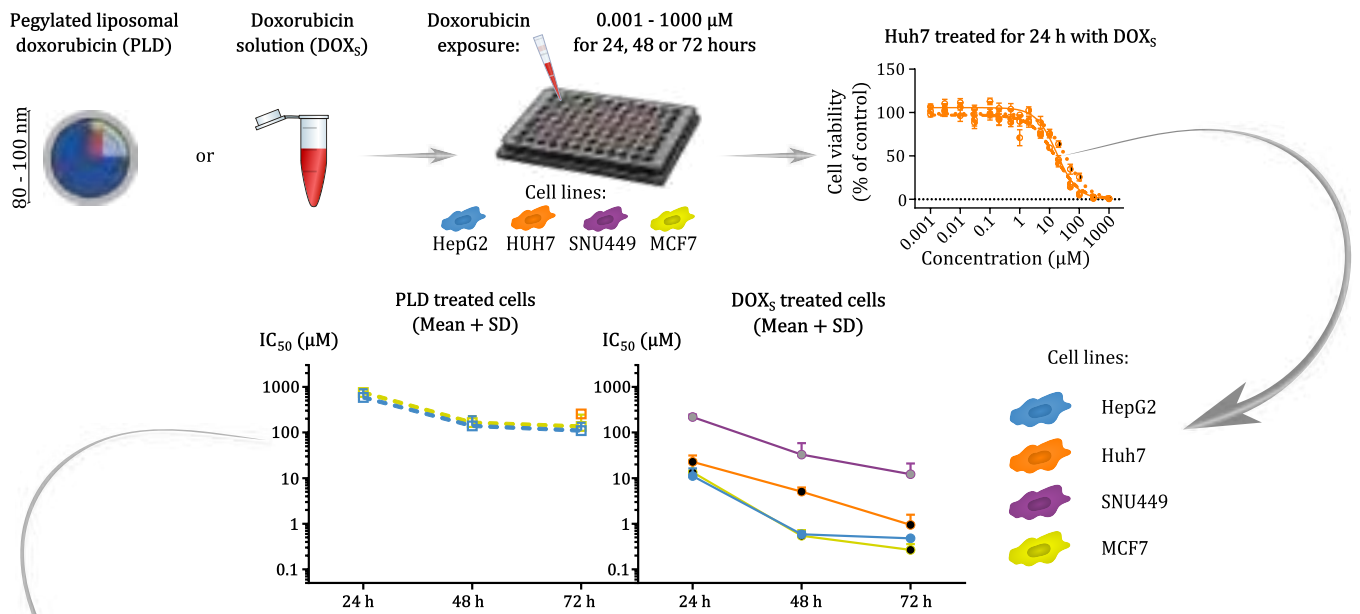 Pegylated liposomal
doxorubicin (PLD)
80 - 100 nm
or
Doxorubicin
solution (DOXS)
Doxorubicin
exposure:
0.001 - 1000 µM
for 24, 48 or 72 hours
Cell lines:
HepG2
HUH7
SNU449
MCF7
Huh7 treated for 24 h with DOXS
Cell viability
(% of control)
150
100
50
0
0.001
0.01
0.1
1
10
100
1000
Concentration (µM)
PLD treated cells
(Mean + SD)
IC50 (µM)
1000
100
10
1
0.1
24 h
48 h
72 h
DOXS treated cells
(Mean + SD)
IC50 (µM)
1000
100
10
1
0.1
24 h
48 h
72 h
Cell lines:
HepG2
Huh7
SNU449
MCF7